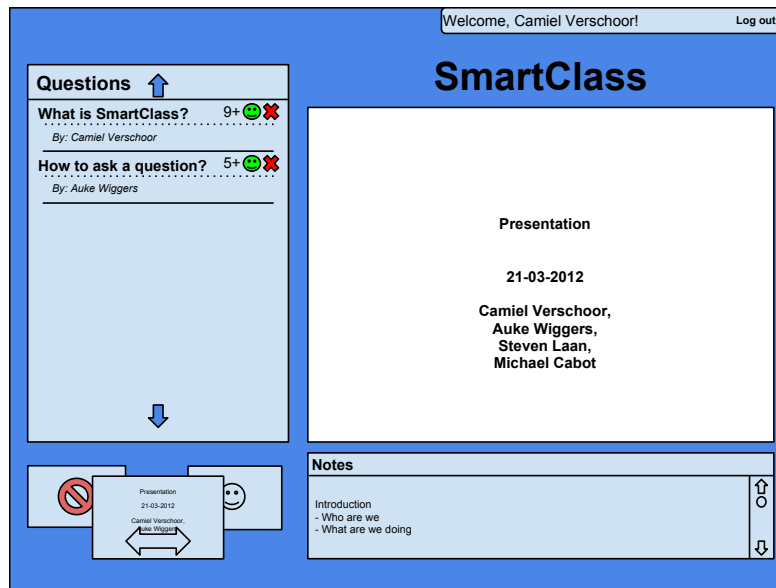 Welcome, Camiel Verschoor! Log out
SmartClass
Questions
What is SmartClass? 9+
By: Camiel Verschoor
How to ask a question? 5+
By: Auke Wiggers
Presentation
21-03-2012
Camiel Verschoor,
Auke Wiggers,
Steven Laan,
Michael Cabot
Presentation
21-03-2012
Camiel Verschoor,
Auke Wiggers
Notes
Introduction
- Who are we
- What are we doing